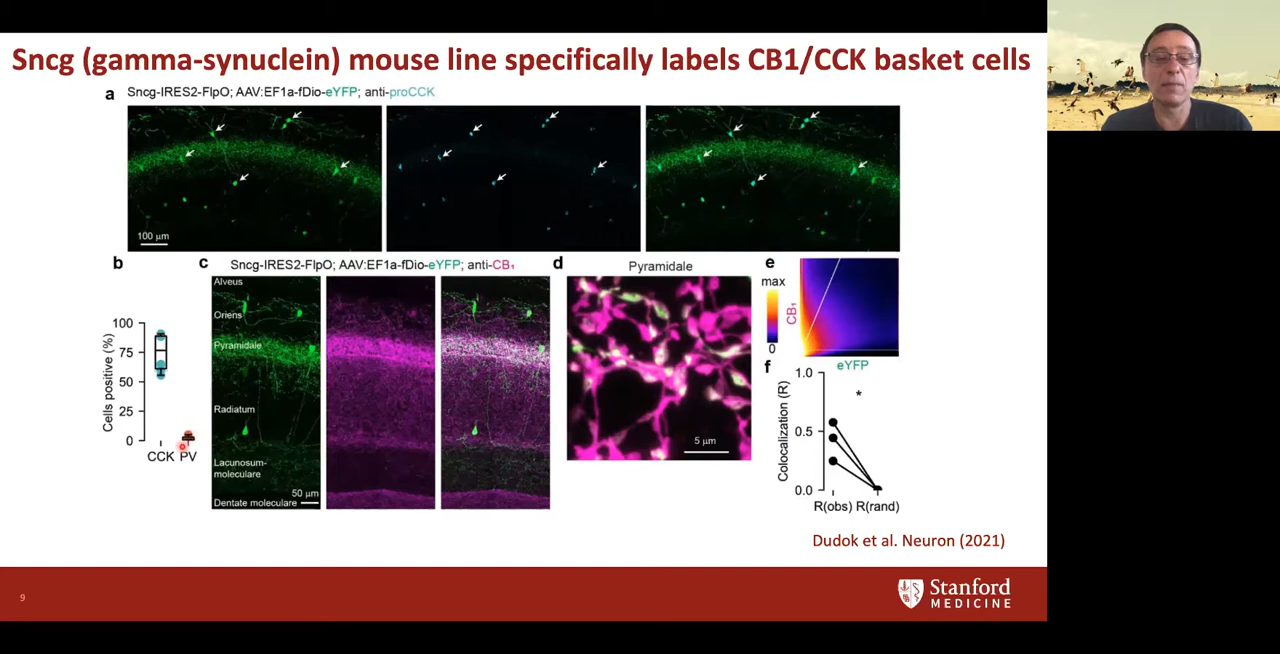 Sncg (gamma-synuclein) mouse line specifically labels CB1/CCK basket cells
a
Sncg-IRES2-FlpO; AAV:EF1a-fDio-eYFP; anti-proCCK
100 µm
b
Cells positive (%)
100
75
50
25
0
CCK PV
c
Sncg-IRES2-FlpO; AAV:EF1a-fDio-eYFP; anti-CB₁
Alveus
Oriens
Pyramidale
Radiatum
Lacunosum-
moleculare
Dentate moleculare
50 µm
d
Pyramidale
5 µm
e
max
0
CB₁
eYFP
f
Colocalization (R)
1.0
0.5
0.0
*
R(obs) R(rand)
Dudok et al. Neuron (2021)
9
Stanford
MEDICINE